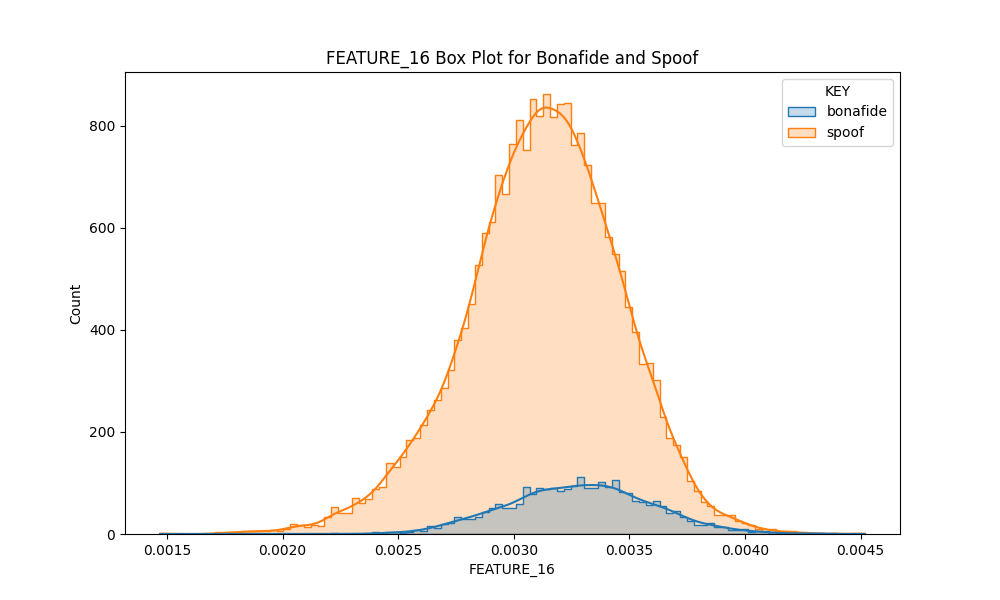 FEATURE_16 Box Plot for Bonafide and Spoof
KEY
bonafide
spoof
Count
800
600
400
200
0
0.0015 0.0020 0.0025 0.0030 0.0035 0.0040 0.0045
FEATURE_16